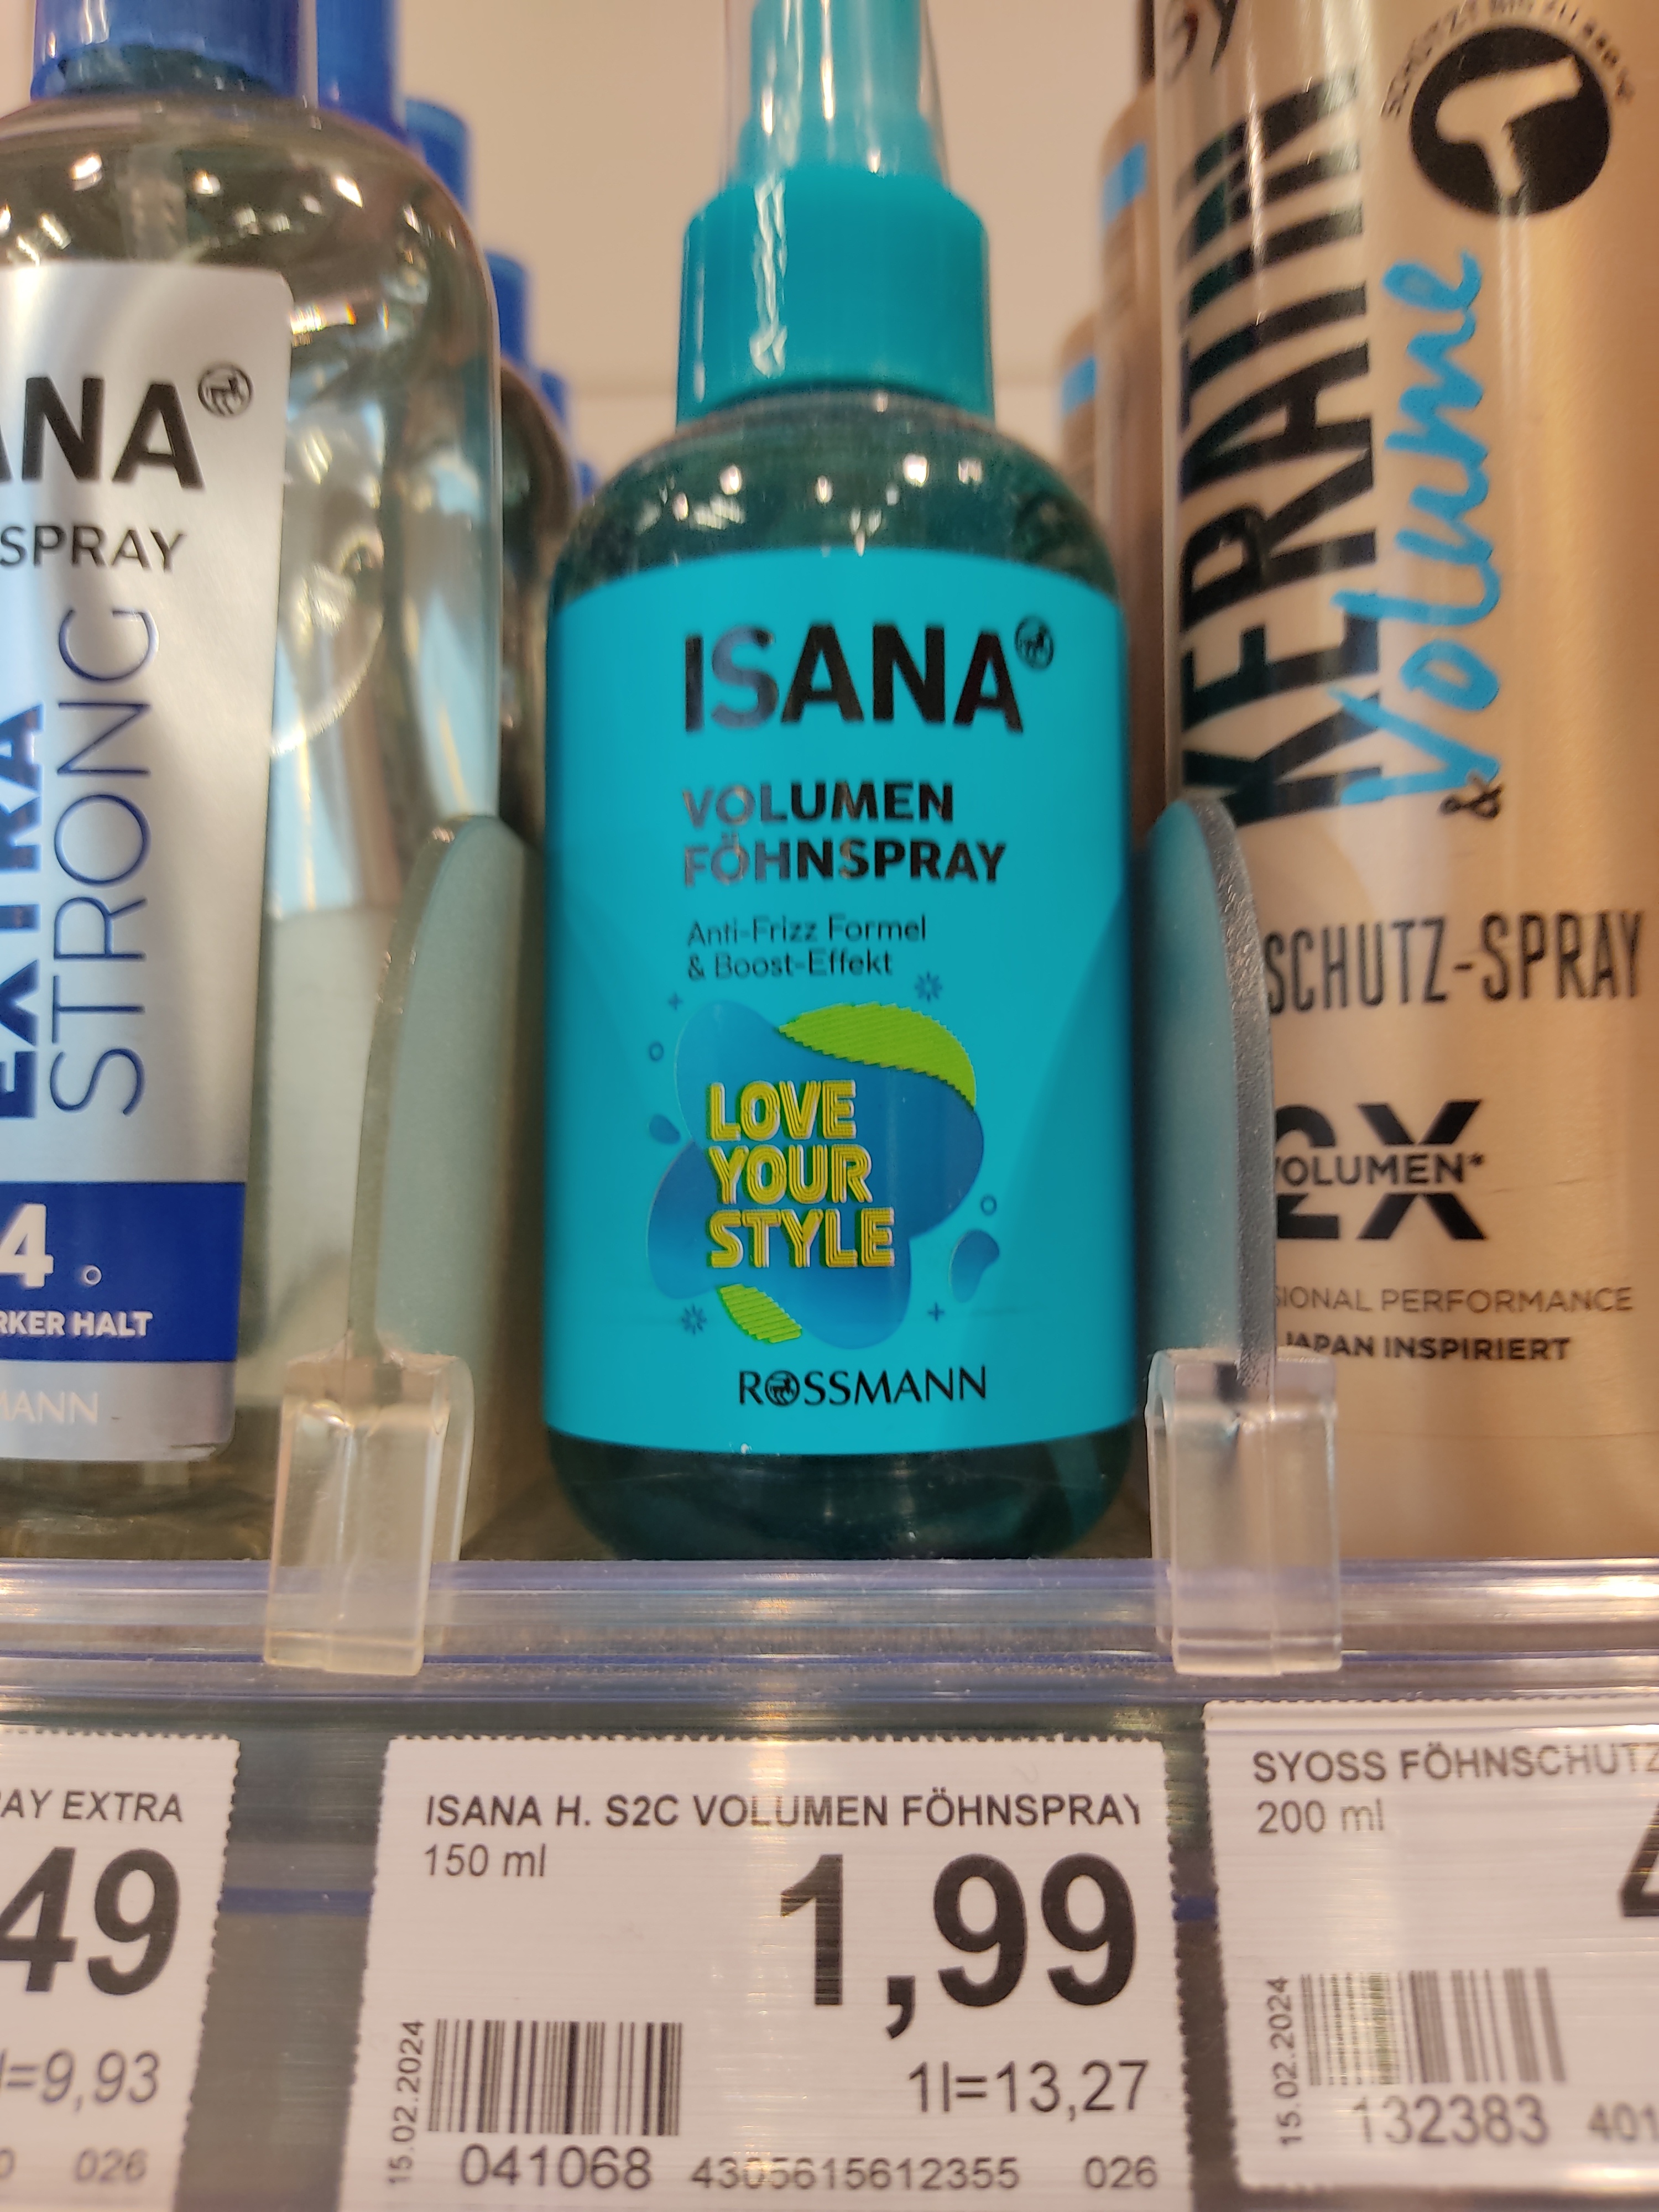 ANA
SPRAY
EXTRA
STRONG
4
RKER HALT
MANN
ISANA
VOLUMEN
FÖHNSPRAY
Anti-Frizz Formel
& Boost-Effekt
LOVE
YOUR
STYLE
ROSSMANN
KERATIN
& Volume
SCHUTZ-SPRAY
2X
VOLUMEN*
SIONAL PERFORMANCE
JAPAN INSPIRIERT
AY EXTRA
49
l=9,93
026
ISANA H. S2C VOLUMEN FÖHNSPRAY
150 ml
1,99
1l=13,27
15.02.2024
041068 4305615612355 026
SYOSS FÖHNSCHUTZ
200 ml
4
15.02.2024
132383 401